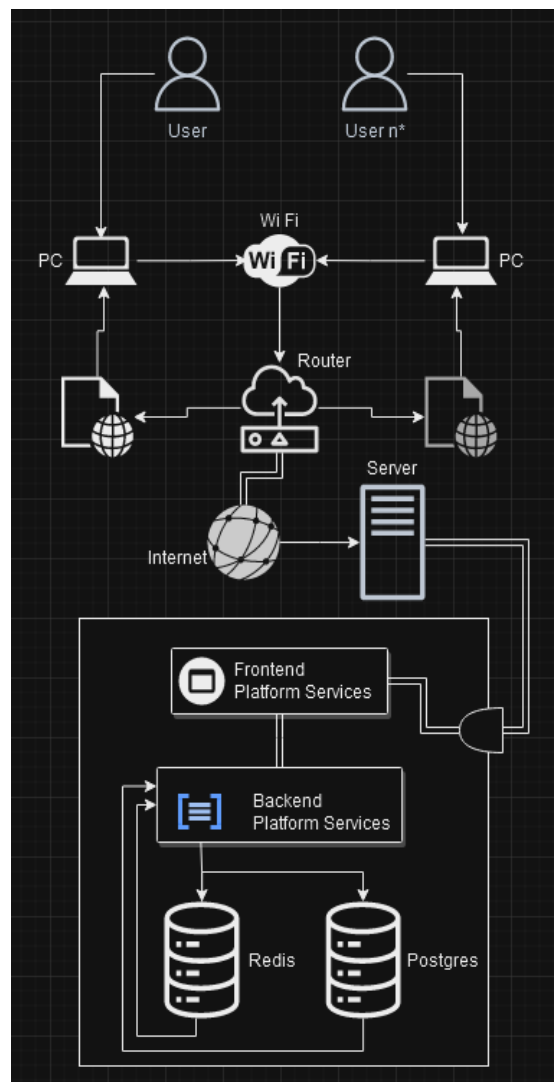 User
User n*
Wi Fi
PC
Wi Fi
PC
Router
Server
Internet
Frontend
Platform Services
Backend
Platform Services
Redis
Postgres